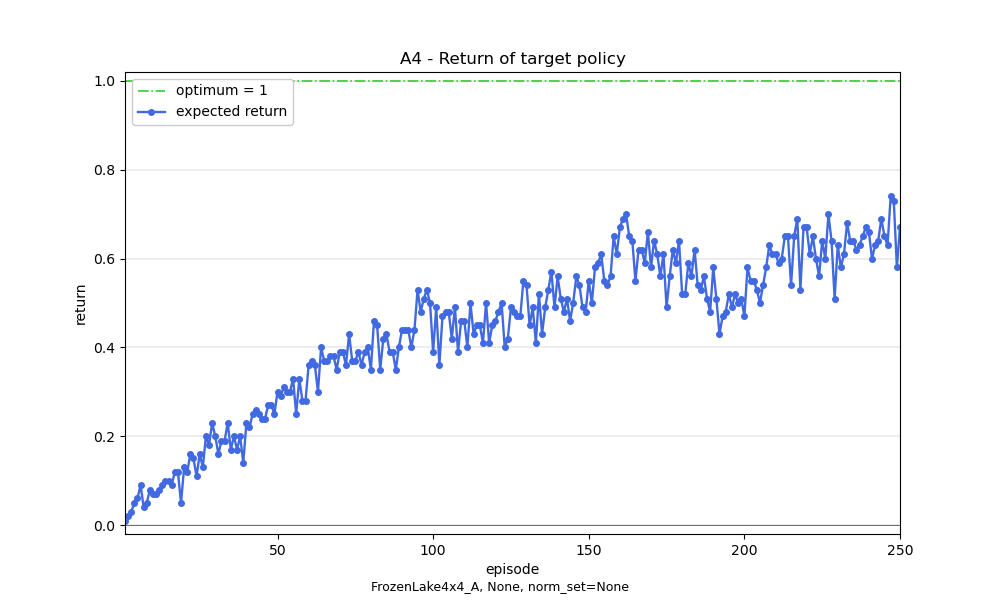 A4 - Return of target policy
optimum = 1
expected return
1.0
0.8
0.6
0.4
0.2
0.0
return
50
100
150
200
250
episode
FrozenLake4x4_A, None, norm_set=None